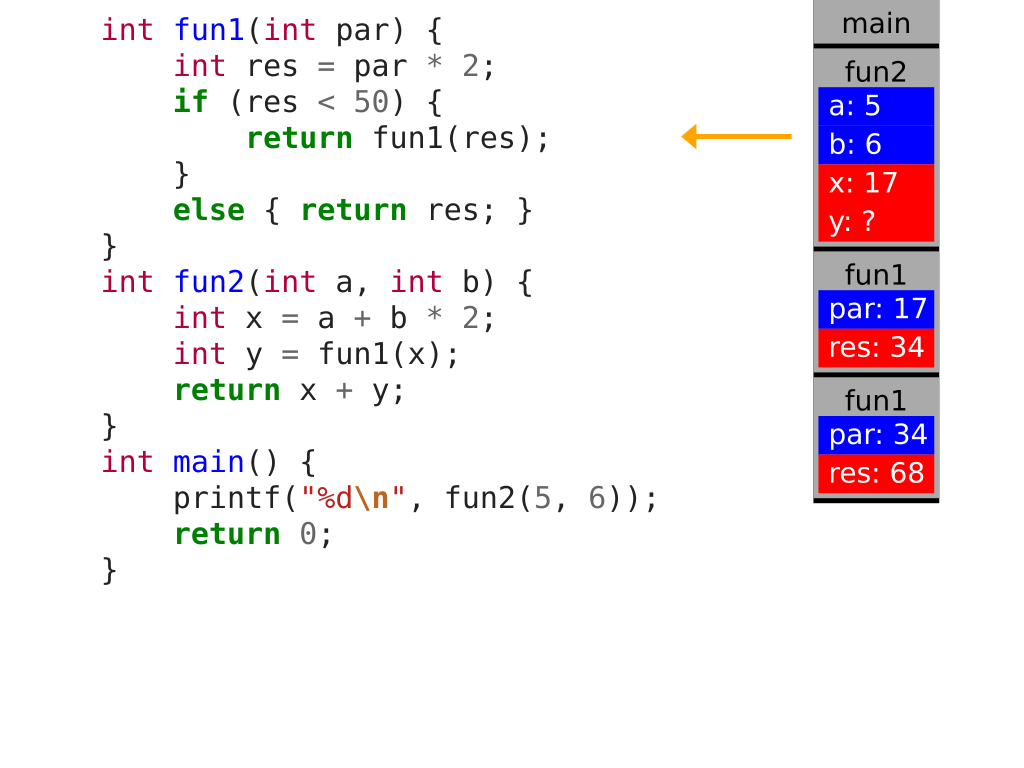 int fun1(int par) {
    int res = par * 2;
    if (res < 50) {
        return fun1(res);
    }
    else { return res; }
}
int fun2(int a, int b) {
    int x = a + b * 2;
    int y = fun1(x);
    return x + y;
}
int main() {
    printf("%d\n", fun2(5, 6));
    return 0;
}
main
fun2
a: 5
b: 6
x: 17
y: ?
fun1
par: 17
res: 34
fun1
par: 34
res: 68